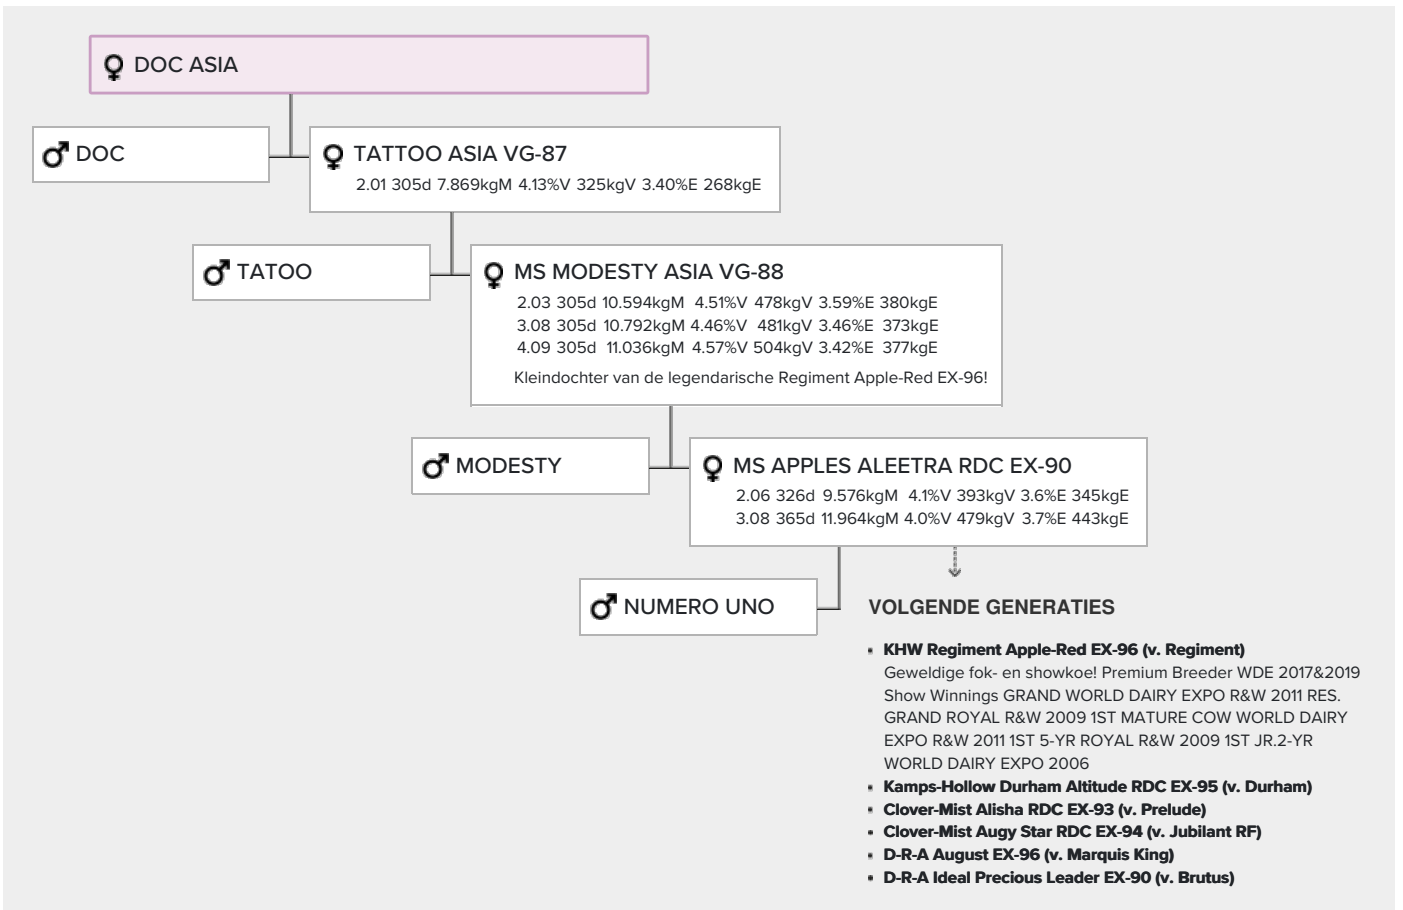 DOC ASIA
DOC
TATTOO ASIA VG-87
2.01 305d 7.869kgM 4.13%V 325kgV 3.40%E 268kgE
TATOO
MS MODESTY ASIA VG-88
2.03 305d 10.594kgM 4.51%V 478kgV 3.59%E 380kgE
3.08 305d 10.792kgM 4.46%V 481kgV 3.46%E 373kgE
4.09 305d 11.036kgM 4.57%V 504kgV 3.42%E 377kgE
Kleindochter van de legendarische Regiment Apple-Red EX-96!
MODESTY
MS APPLES ALEETRA RDC EX-90
2.06 326d 9.576kgM 4.1%V 393kgV 3.6%E 345kgE
3.08 365d 11.964kgM 4.0%V 479kgV 3.7%E 443kgE
NUMERO UNO
VOLGENDE GENERATIES
KHW Regiment Apple-Red EX-96 (v. Regiment)
Geweldige fok- en showkoe! Premium Breeder WDE 2017&2019
Show Winnings GRAND WORLD DAIRY EXPO R&W 2011 RES.
GRAND ROYAL R&W 2009 1ST MATURE COW WORLD DAIRY
EXPO R&W 2011 1ST 5-YR ROYAL R&W 2009 1ST JR.2-YR
WORLD DAIRY EXPO 2006
Kamps-Hollow Durham Altitude RDC EX-95 (v. Durham)
Clover-Mist Alisha RDC EX-93 (v. Prelude)
Clover-Mist Augy Star RDC EX-94 (v. Jubilant RF)
D-R-A August EX-96 (v. Marquis King)
D-R-A Ideal Precious Leader EX-90 (v. Brutus)